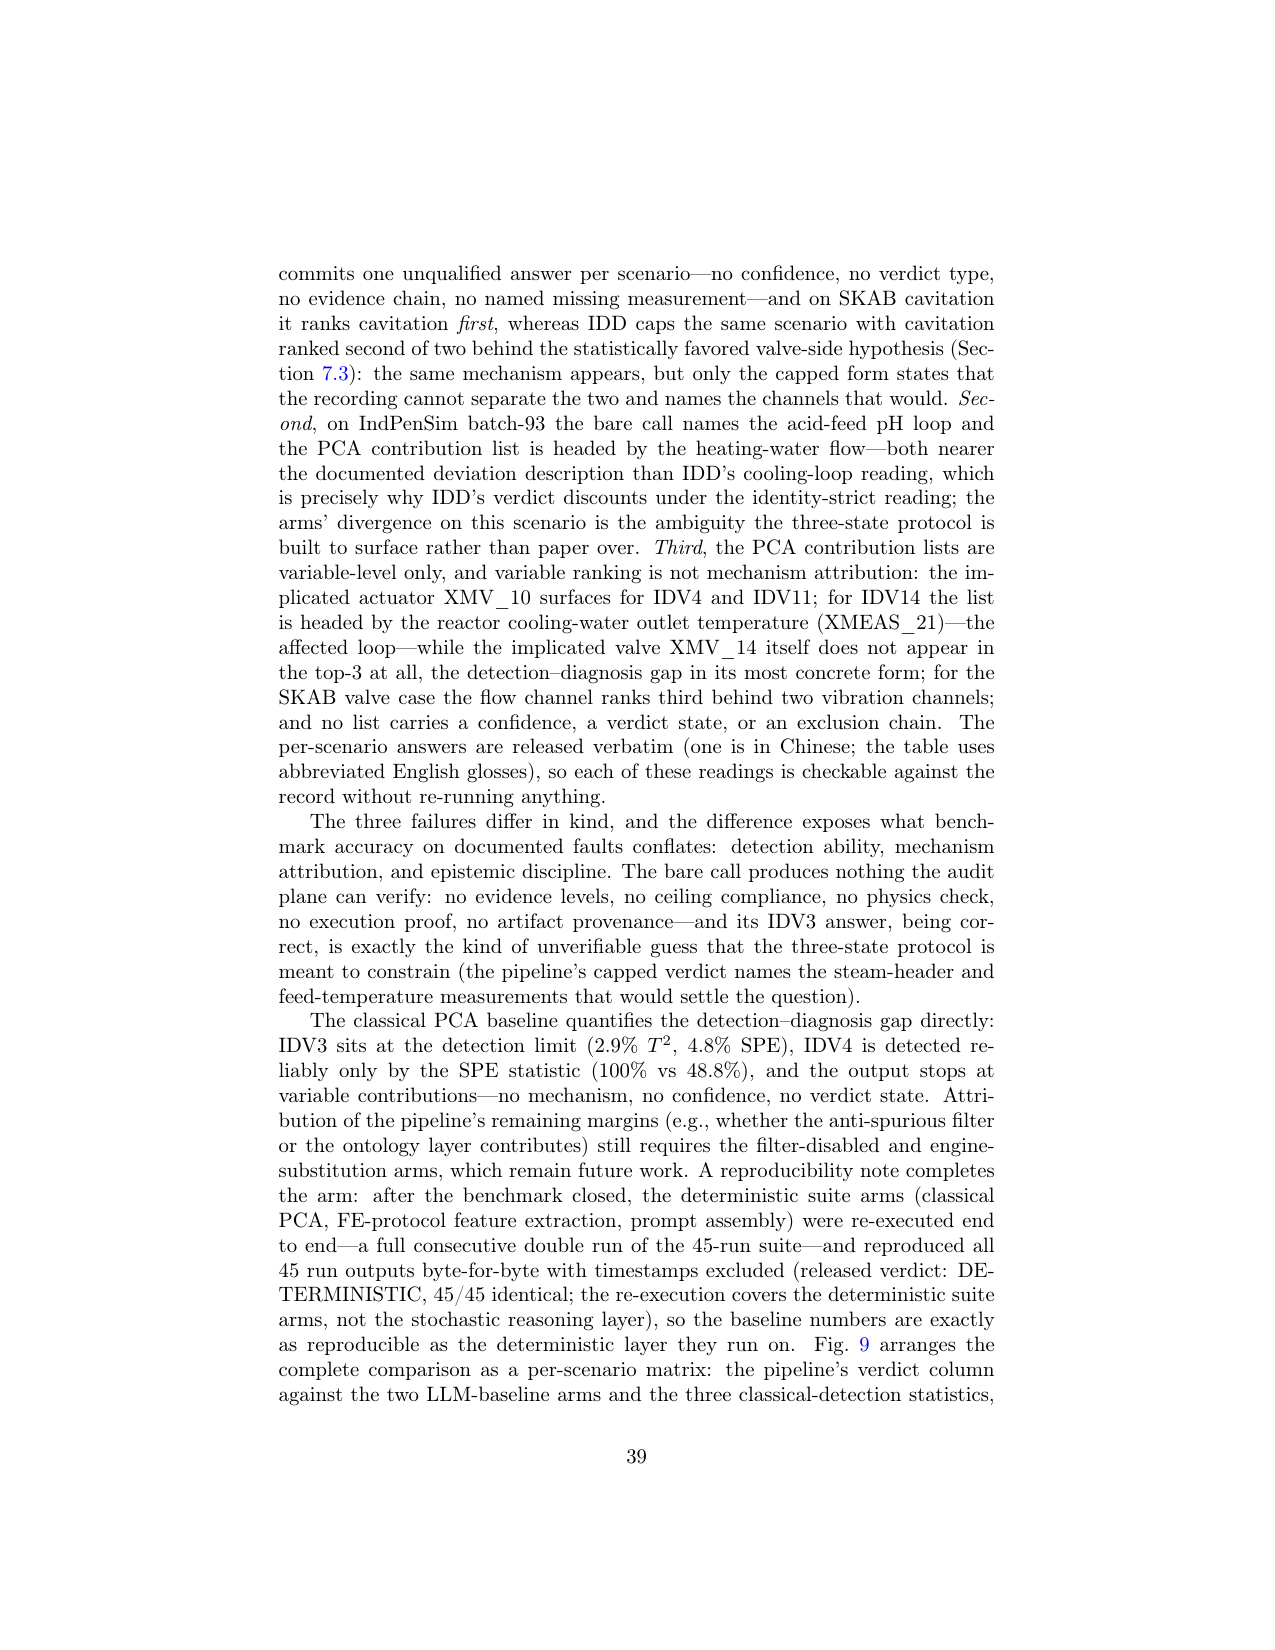 commits one unqualified answer per scenario—no confidence, no verdict type,
no evidence chain, no named missing measurement—and on SKAB cavitation
it ranks cavitation first, whereas IDD caps the same scenario with cavitation
ranked second of two behind the statistically favored valve-side hypothesis (Sec-
tion 7.3): the same mechanism appears, but only the capped form states that
the recording cannot separate the two and names the channels that would. Sec-
ond, on IndPenSim batch-93 the bare call names the acid-feed pH loop and
the PCA contribution list is headed by the heating-water flow—both nearer
the documented deviation description than IDD's cooling-loop reading, which
is precisely why IDD's verdict discounts under the identity-strict reading; the
arms' divergence on this scenario is the ambiguity the three-state protocol is
built to surface rather than paper over. Third, the PCA contribution lists are
variable-level only, and variable ranking is not mechanism attribution: the im-
plicated actuator XMV_10 surfaces for IDV4 and IDV11; for IDV14 the list
is headed by the reactor cooling-water outlet temperature (XMEAS_21)—the
affected loop—while the implicated valve XMV_14 itself does not appear in
the top-3 at all, the detection–diagnosis gap in its most concrete form; for the
SKAB valve case the flow channel ranks third behind two vibration channels;
and no list carries a confidence, a verdict state, or an exclusion chain. The
per-scenario answers are released verbatim (one is in Chinese; the table uses
abbreviated English glosses), so each of these readings is checkable against the
record without re-running anything.
The three failures differ in kind, and the difference exposes what bench-
mark accuracy on documented faults conflates: detection ability, mechanism
attribution, and epistemic discipline. The bare call produces nothing the audit
plane can verify: no evidence levels, no ceiling compliance, no physics check,
no execution proof, no artifact provenance—and its IDV3 answer, being cor-
rect, is exactly the kind of unverifiable guess that the three-state protocol is
meant to constrain (the pipeline's capped verdict names the steam-header and
feed-temperature measurements that would settle the question).
The classical PCA baseline quantifies the detection–diagnosis gap directly:
IDV3 sits at the detection limit (2.9% T², 4.8% SPE), IDV4 is detected re-
liably only by the SPE statistic (100% vs 48.8%), and the output stops at
variable contributions—no mechanism, no confidence, no verdict state. Attri-
bution of the pipeline's remaining margins (e.g., whether the anti-spurious filter
or the ontology layer contributes) still requires the filter-disabled and engine-
substitution arms, which remain future work. A reproducibility note completes
the arm: after the benchmark closed, the deterministic suite arms (classical
PCA, FE-protocol feature extraction, prompt assembly) were re-executed end
to end—a full consecutive double run of the 45-run suite—and reproduced all
45 run outputs byte-for-byte with timestamps excluded (released verdict: DE-
TERMINISTIC, 45/45 identical; the re-execution covers the deterministic suite
arms, not the stochastic reasoning layer), so the baseline numbers are exactly
as reproducible as the deterministic layer they run on. Fig. 9 arranges the
complete comparison as a per-scenario matrix: the pipeline's verdict column
against the two LLM-baseline arms and the three classical-detection statistics,
39